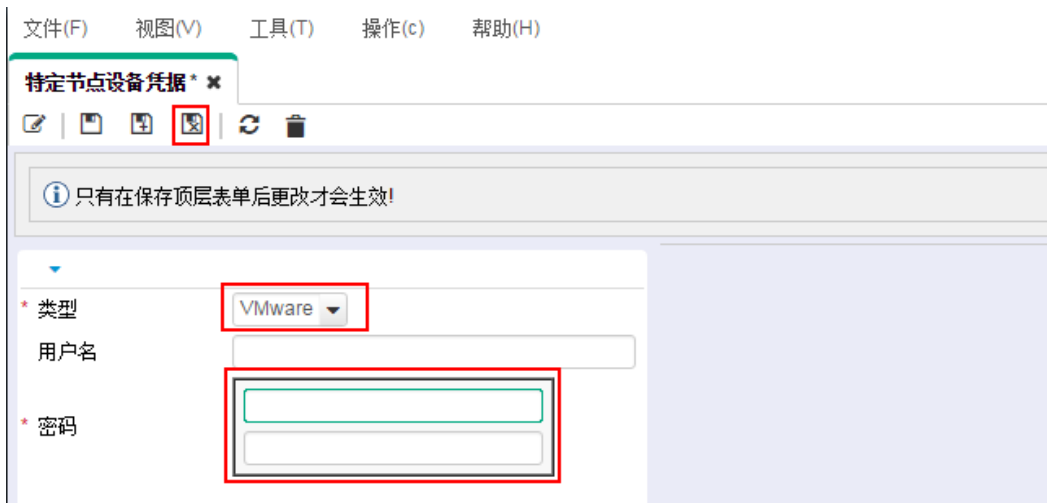 文件(F) 视图(V) 工具(T) 操作(c) 帮助(H)
特定节点设备凭据*
只有在保存顶层表单后更改才会生效!
* 类型 VMware
用户名
* 密码